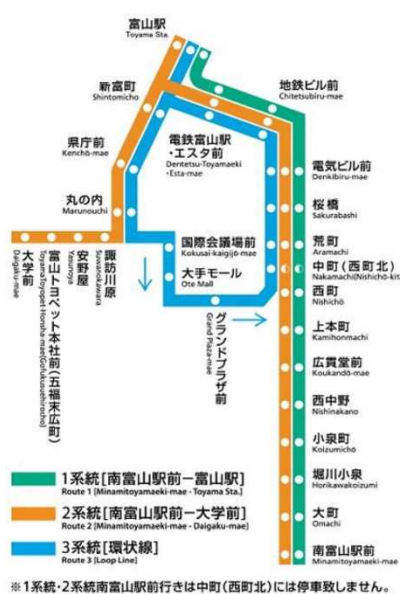 富山駅
Toyama Sta.
新富町
Shintomicho
地鉄ビル前
Chitetsubiru-mae
県庁前
Kenchō-mae
電鉄富山駅
・エスタ前
Dentetsu-Toyamaeki
・Esta-mae
電気ビル前
Denkibiru-mae
丸の内
Marunouchi
桜橋
Sakurabashi
国際会議場前
Kokusai-kaigijō-mae
荒町
Aramachi
大手モール
Ote Mall
中町(西町北)
Nakamachi(Nishichō-kita)
西町
Nishichō
諏訪川原
Suwanokawara
安野屋
Yasunoya
富山トヨペット本社前(五福末広町)
Toyama Toyopet-Honsha-mae(Gofukusuehirocho)
大学前
Daigaku-mae
グランドプラザ前
Grand Plaza-mae
上本町
Kamihonmachi
広貫堂前
Koukandō-mae
西中野
Nishinakano
小泉町
Koizumichō
堀川小泉
Horikawakoizumi
大町
Omachi
南富山駅前
Minamitoyamaeki-mae
1系統[南富山駅前ー富山駅]
Route 1 [Minamitoyamaeki-mae - Toyama Sta.]
2系統[南富山駅前ー大学前]
Route 2 [Minamitoyamaeki-mae - Daigaku-mae]
3系統[環状線]
Route 3 [Loop Line]
※1系統・2系統南富山駅前行きは中町(西町北)には停車致しません。